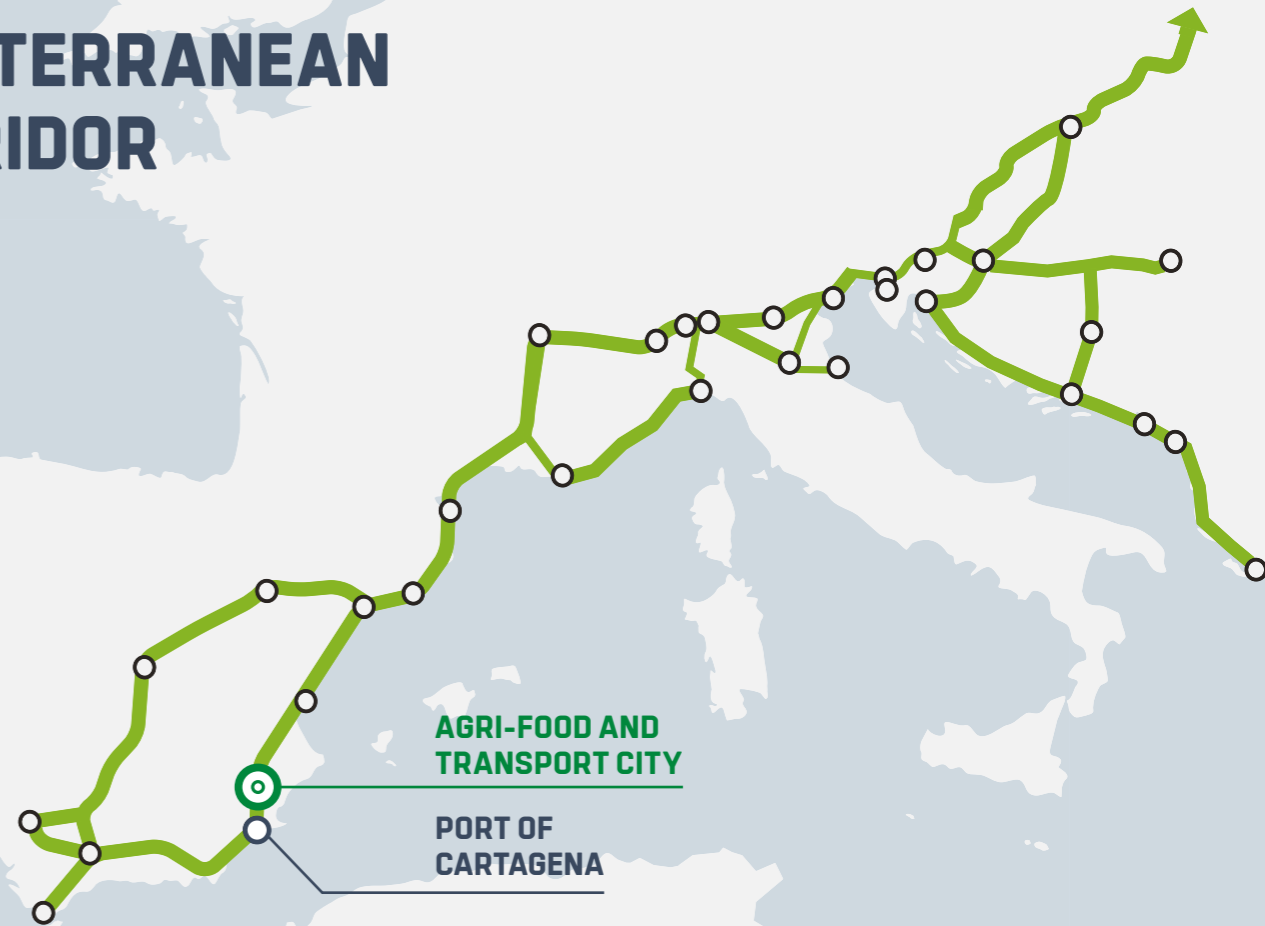 TERRANEAN
RIDOR
AGRI-FOOD AND
TRANSPORT CITY
PORT OF
CARTAGENA